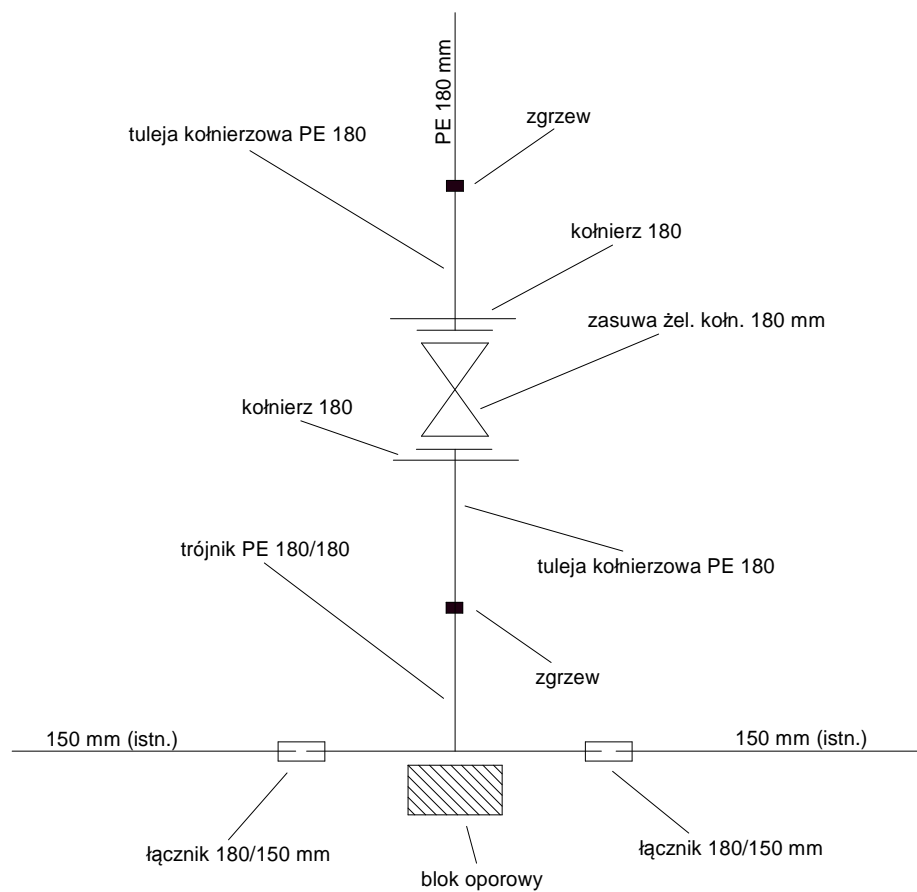 PE 180 mm
zgrzew
tuleja kołnierzowa PE 180
kołnierz 180
zasuwa żel. kołn. 180 mm
kołnierz 180
trójnik PE 180/180
tuleja kołnierzowa PE 180
zgrzew
150 mm (istn.)
150 mm (istn.)
łącznik 180/150 mm
łącznik 180/150 mm
blok oporowy